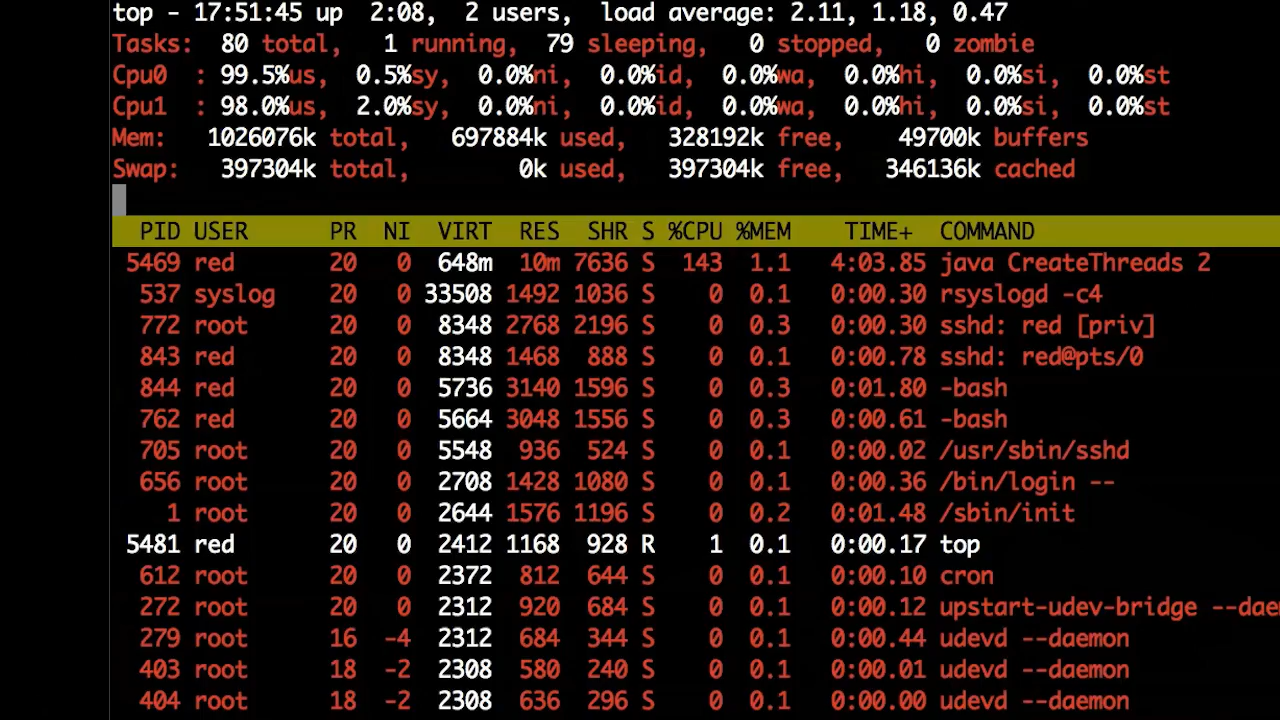 top - 17:51:45 up  2:08,  2 users,  load average: 2.11, 1.18, 0.47
Tasks:  80 total,   1 running,  79 sleeping,   0 stopped,   0 zombie
Cpu0  : 99.5%us,  0.5%sy,  0.0%ni,  0.0%id,  0.0%wa,  0.0%hi,  0.0%si,  0.0%st
Cpu1  : 98.0%us,  2.0%sy,  0.0%ni,  0.0%id,  0.0%wa,  0.0%hi,  0.0%si,  0.0%st
Mem:   1026076k total,   697884k used,   328192k free,    49700k buffers
Swap:   397304k total,        0k used,   397304k free,   346136k cached
PID USER      PR  NI  VIRT  RES  SHR S %CPU %MEM    TIME+  COMMAND
5469 red       20   0  648m  10m 7636 S  143  1.1   4:03.85 java CreateThreads 2
537 syslog    20   0 33508 1492 1036 S    0  0.1   0:00.30 rsyslogd -c4
772 root      20   0  8348 2768 2196 S    0  0.3   0:00.30 sshd: red [priv]
843 red       20   0  8348 1468  888 S    0  0.1   0:00.78 sshd: red@pts/0
844 red       20   0  5736 3140 1596 S    0  0.3   0:01.80 -bash
762 red       20   0  5664 3048 1556 S    0  0.3   0:00.61 -bash
705 root      20   0  5548  936  524 S    0  0.1   0:00.02 /usr/sbin/sshd
656 root      20   0  2708 1428 1080 S    0  0.1   0:00.36 /bin/login --
1 root      20   0  2644 1576 1196 S    0  0.2   0:01.48 /sbin/init
5481 red       20   0  2412 1168  928 R    1  0.1   0:00.17 top
612 root      20   0  2372  812  644 S    0  0.1   0:00.10 cron
272 root      20   0  2312  920  684 S    0  0.1   0:00.12 upstart-udev-bridge --dae
279 root      16  -4  2312  684  344 S    0  0.1   0:00.44 udevd --daemon
403 root      18  -2  2308  580  240 S    0  0.1   0:00.01 udevd --daemon
404 root      18  -2  2308  636  296 S    0  0.1   0:00.00 udevd --daemon